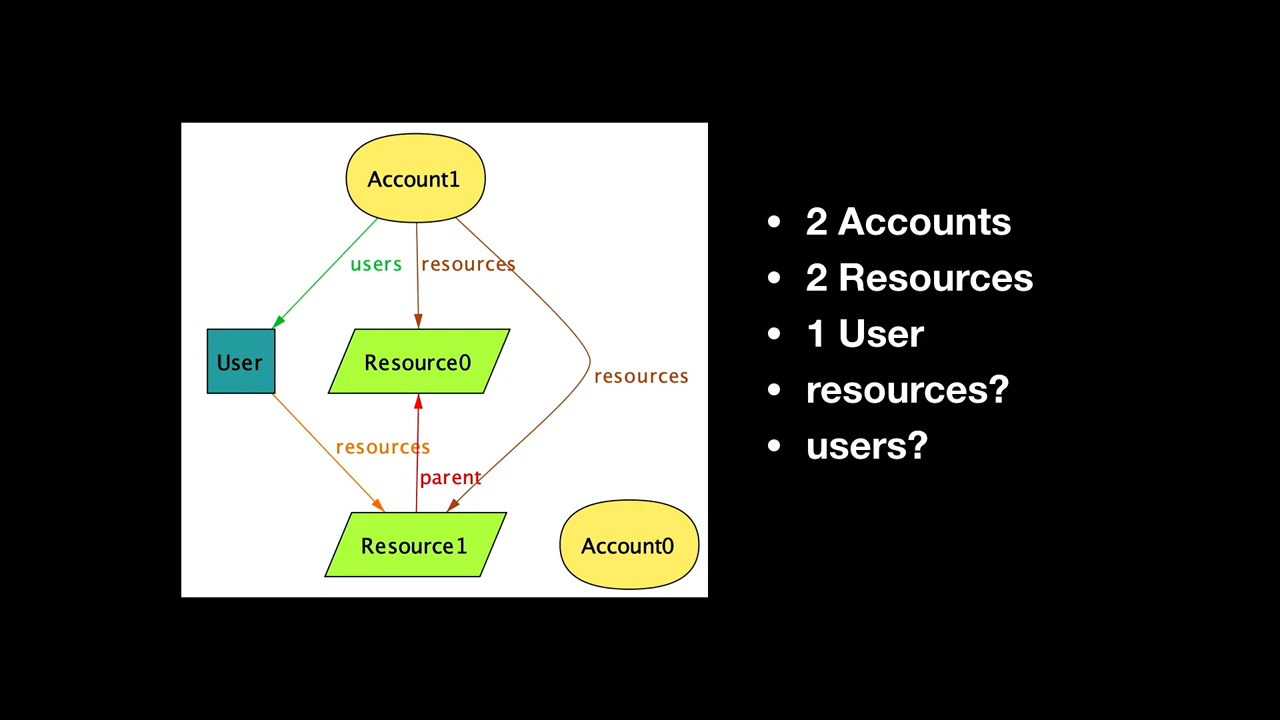 Account1
users
resources
User
Resource0
resources
resources
parent
Resource1
Account0
• 2 Accounts
• 2 Resources
• 1 User
• resources?
• users?